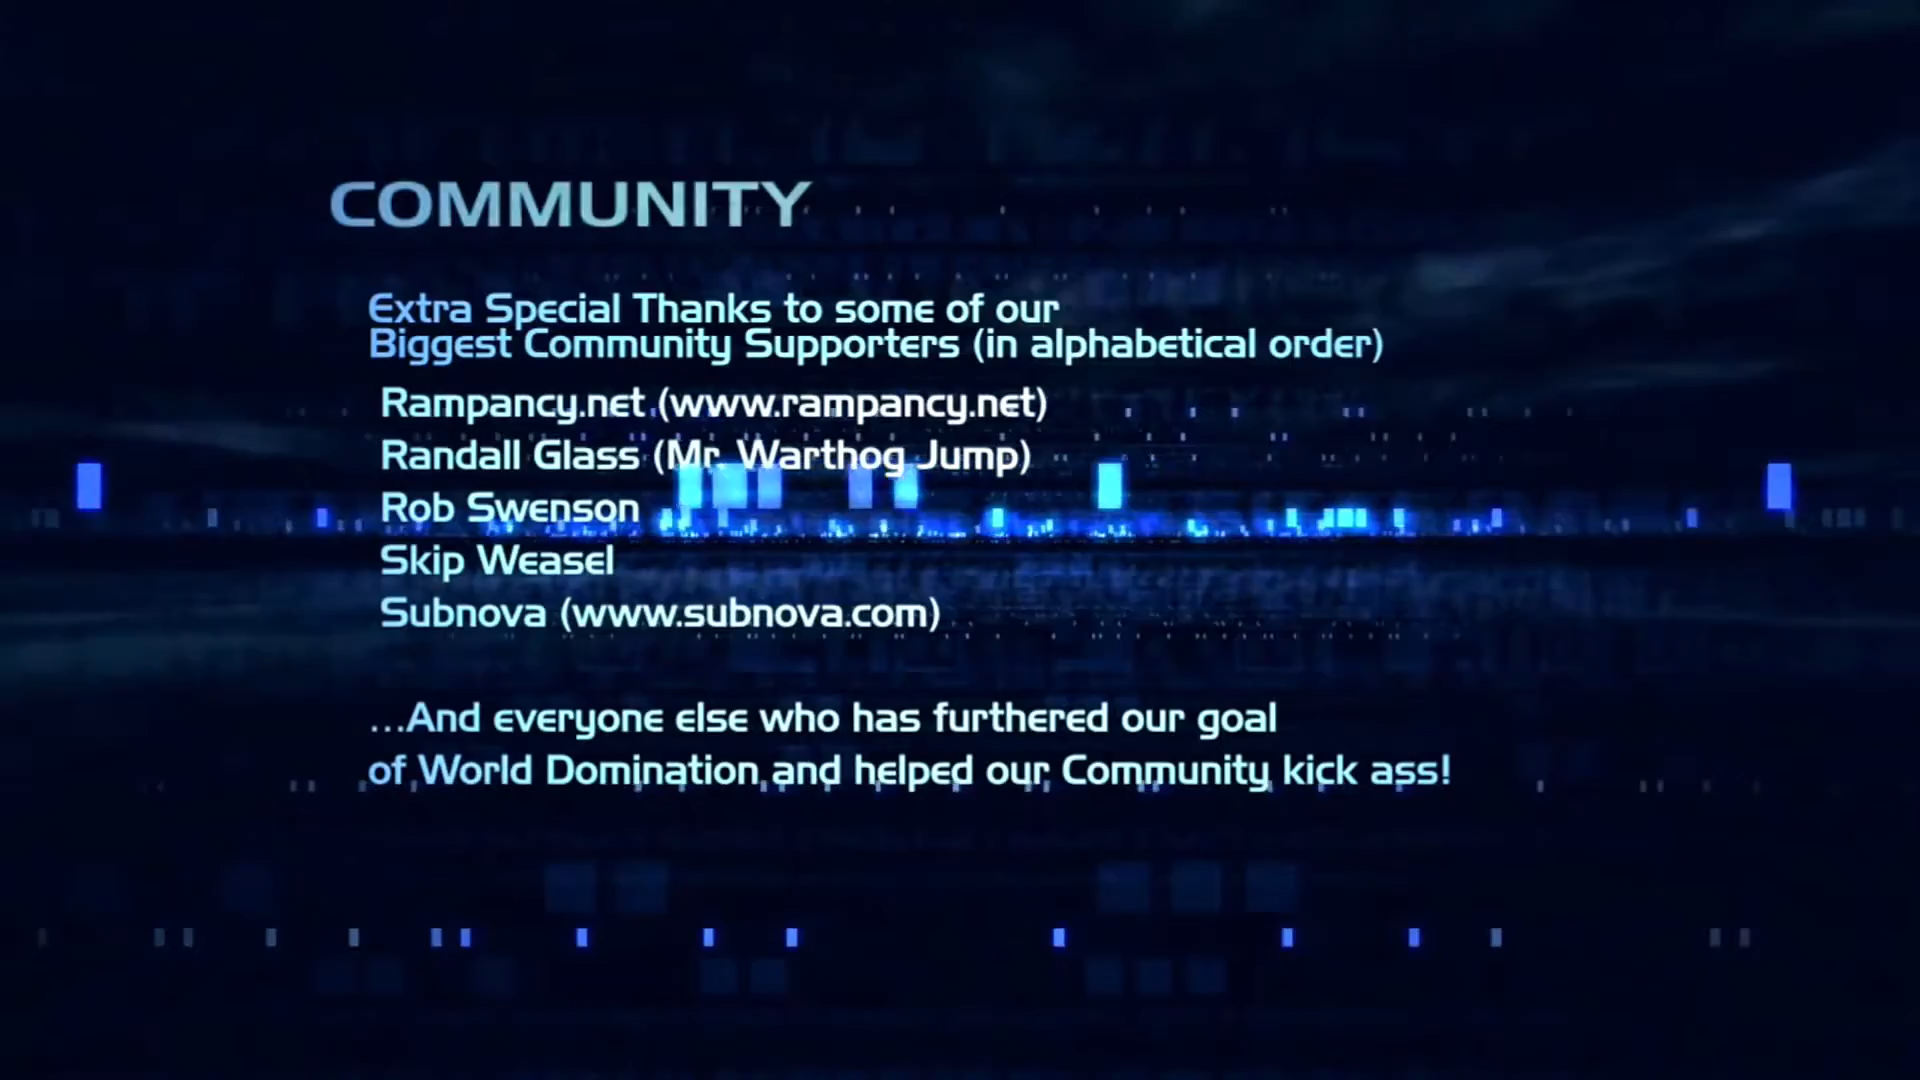 COMMUNITY
Extra Special Thanks to some of our
Biggest Community Supporters (in alphabetical order)
Rampancy.net (www.rampancy.net)
Randall Glass (Mr. Warthog Jump)
Rob Swenson
Skip Weasel
Subnova (www.subnova.com)
...And everyone else who has furthered our goal
of World Domination and helped our Community kick ass!